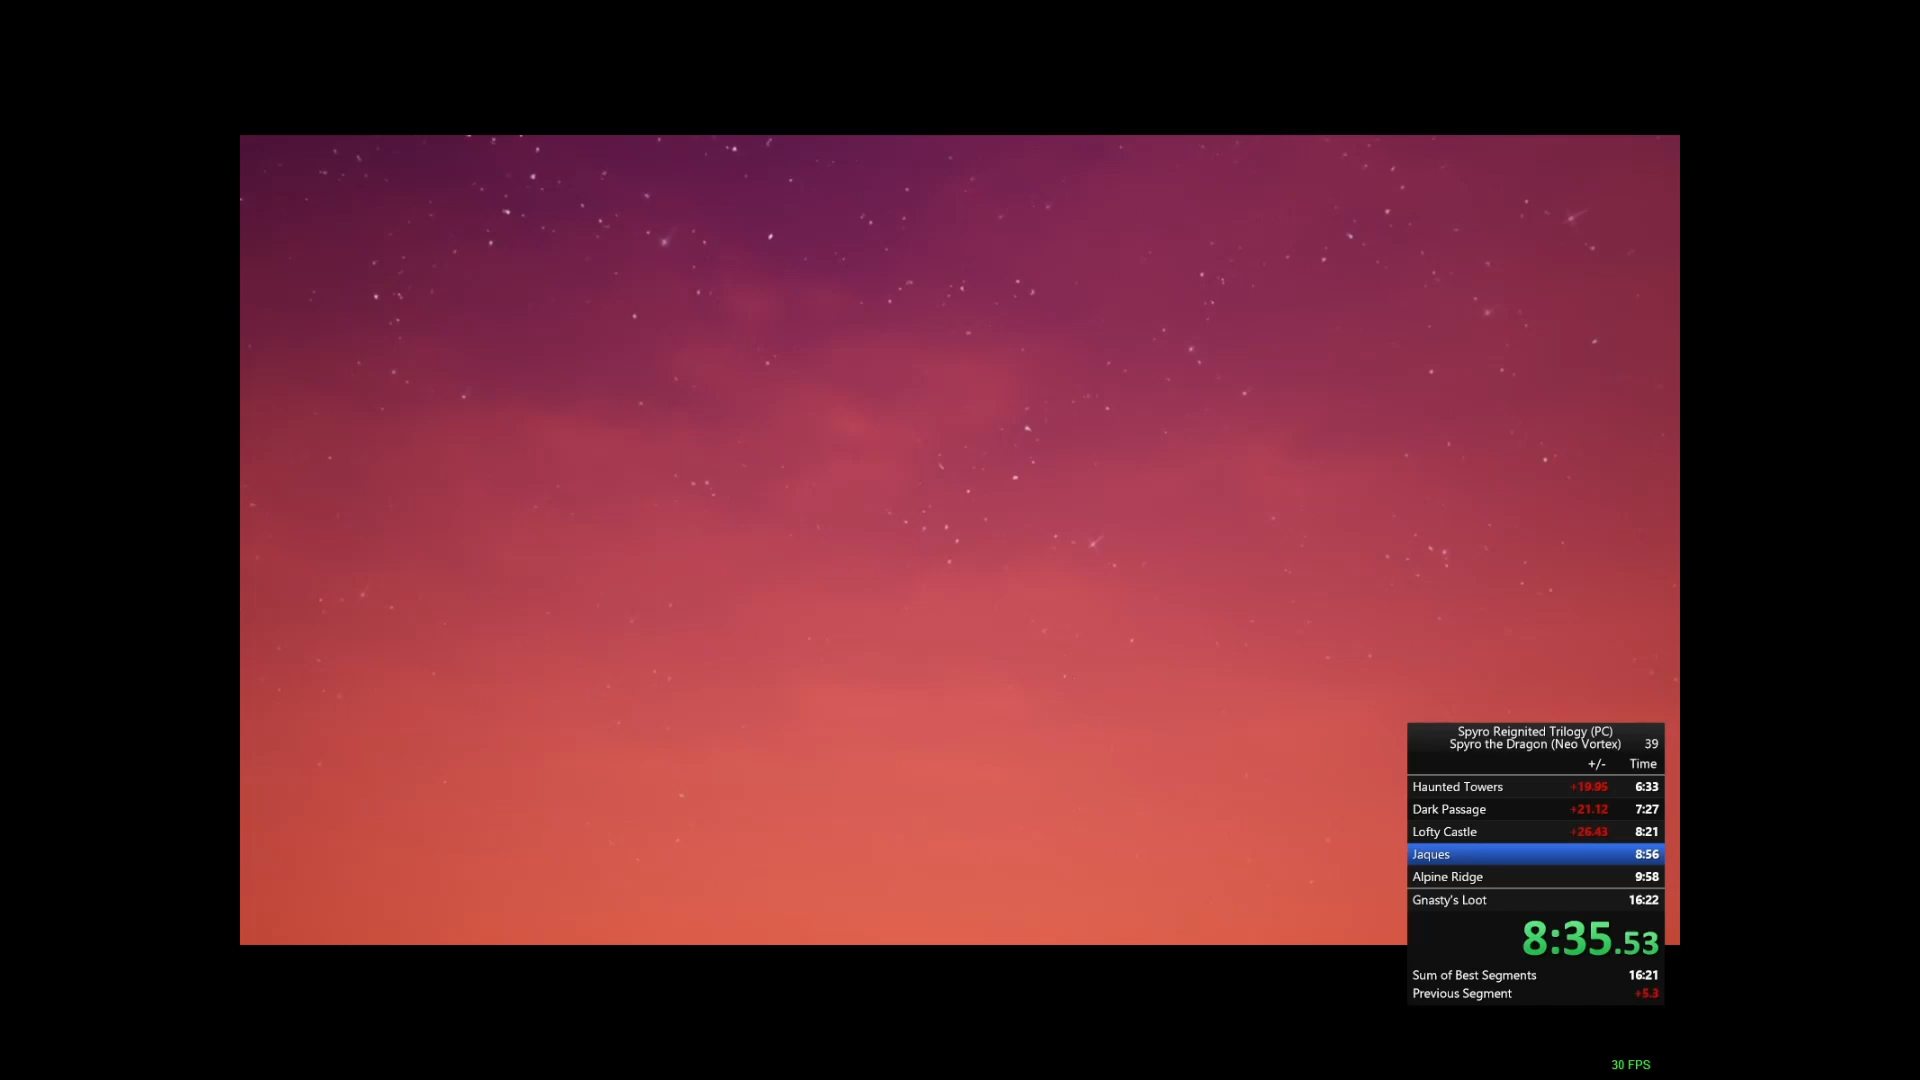 Spyro Reignited Trilogy (PC)
Spyro the Dragon (Neo Vortex) 39
+/- Time
Haunted Towers +19.95 6:33
Dark Passage +21.12 7:27
Lofty Castle +26.43 8:21
Jaques 8:56
Alpine Ridge 9:58
Gnasty's Loot 16:22
8:35.53
Sum of Best Segments 16:21
Previous Segment +5.3
30 FPS